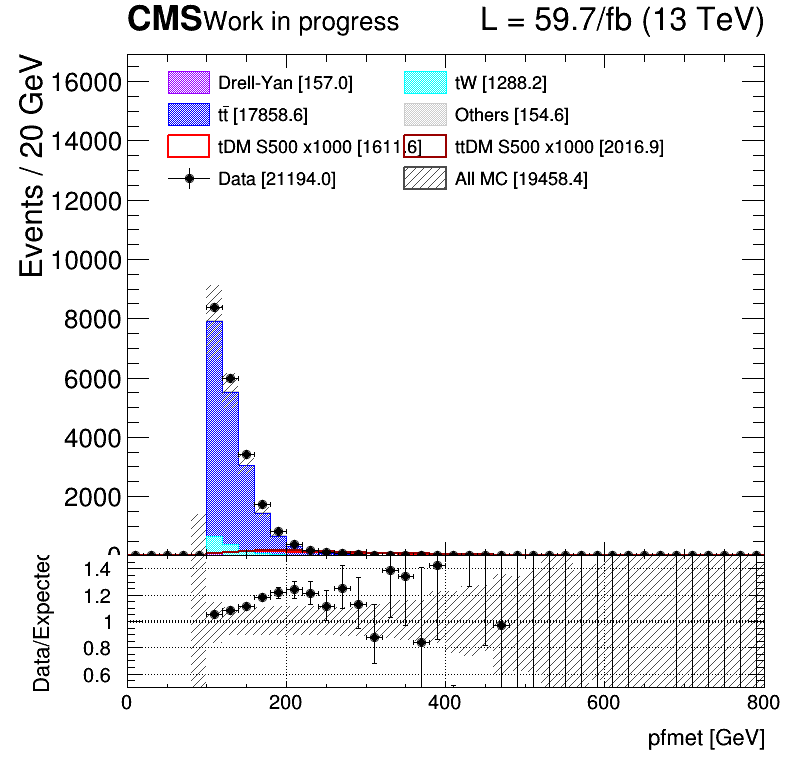 CMS Work in progress L = 59.7/fb (13 TeV)
Events / 20 GeV
16000
14000
12000
10000
8000
6000
4000
2000
0
Drell-Yan [157.0] tW [1288.2]
tt̄ [17858.6] Others [154.6]
tDM S500 x1000 [1611.6] ttDM S500 x1000 [2016.9]
Data [21194.0] All MC [19458.4]
Data/Expected
1.4
1.2
1
0.8
0.6
0 200 400 600 800
pfmet [GeV]